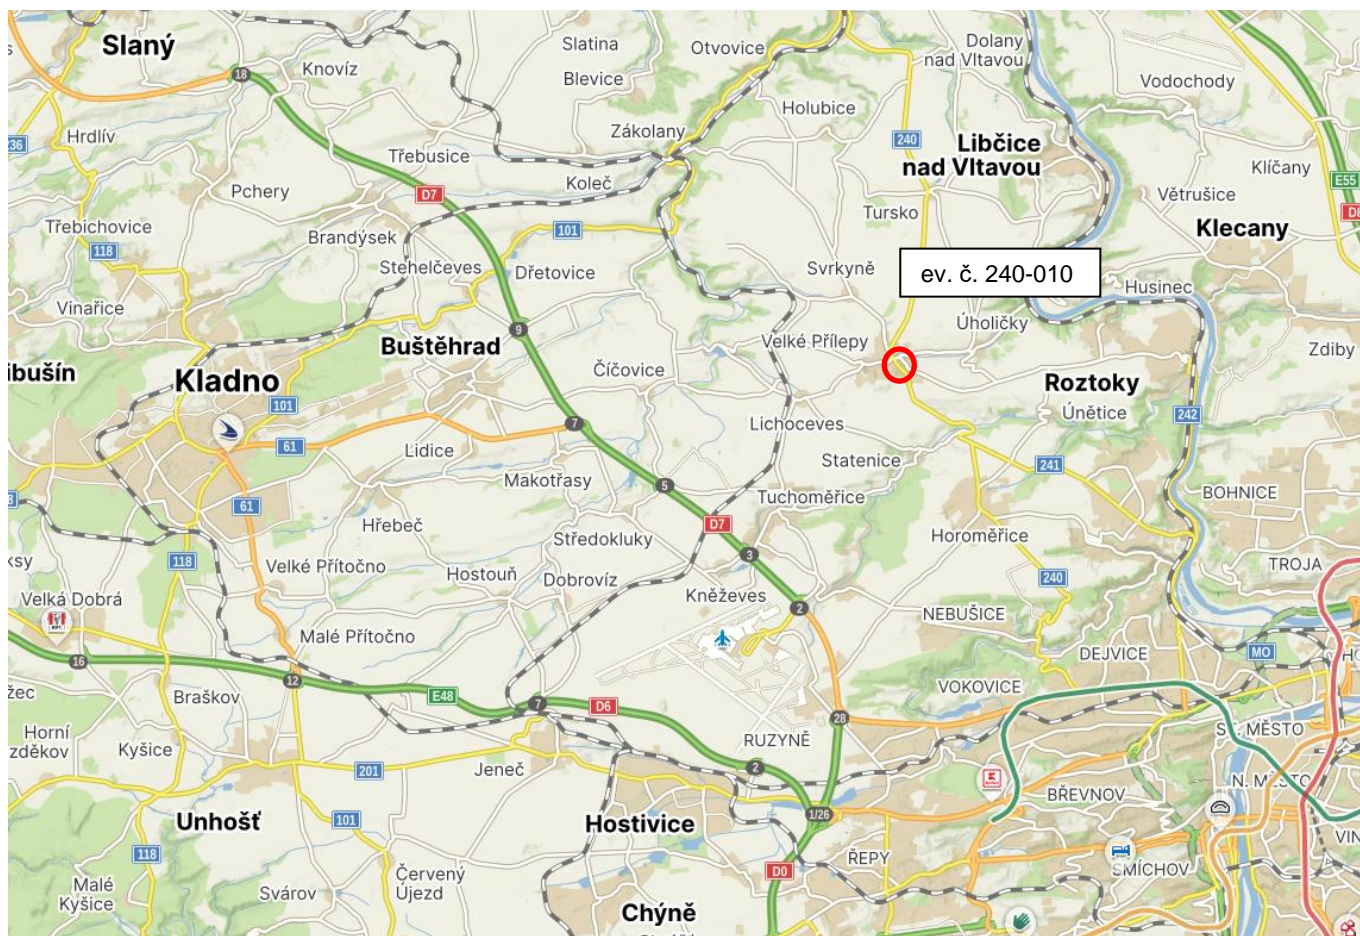 Slaný
Knovíz
Slatina
Blevice
Otvovice
Dolany
nad Vltavou
Vodochody
18
Holubice
Hrdlív
Zákolany
240
Libčice
nad Vltavou
Klíčany
E55
Třebusice
Koleč
D7
Pchery
Větrušice
Tursko
Třebichovice
118
Brandýsek
101
Klecany
Stehelčeves
Dřetovice
Svrkyně
ev. č. 240-010
Husinec
Vinařice
9
Úholičky
Buštěhrad
Velké Přílepy
Zdiby
ibušín
Kladno
Číčovice
Roztoky
101
7
Lichoceves
Únětice
242
61
Lidice
Statenice
241
Makotřasy
5
Tuchoměřice
BOHNICE
61
Hřebeč
D7
Středokluky
Horoměřice
3
118
Velké Přítočno
Hostouň
Dobrovíz
TROJA
240
Velká Dobrá
Kněževes
2
NEBUŠICE
Malé Přítočno
MO
DEJVICE
16
12
Braškov
E48
7
D6
VOKOVICE
28
Horní
zděkov
Kyšice
RUZYNĚ
201
Jeneč
2
BŘEVNOV
Unhošť
101
Hostivice
1/26
118
ŘEPY
D0
SMÍCHOV
Malé
Kyšice
Svárov
Červený
Újezd
Chýně